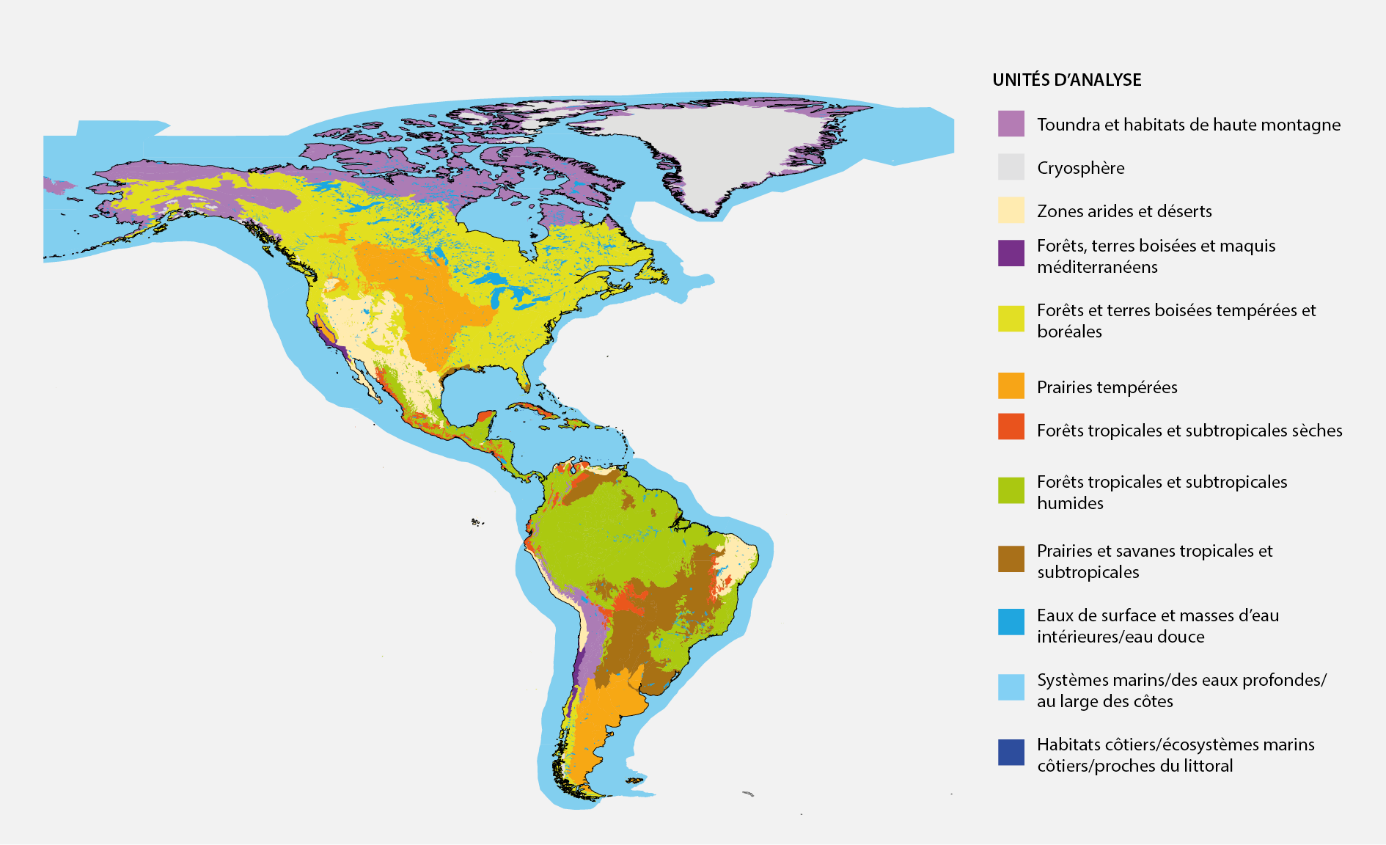 UNITÉS D’ANALYSE
Toundra et habitats de haute montagne
Cryosphère
Zones arides et déserts
Forêts, terres boisées et maquis
méditerranéens
Forêts et terres boisées tempérées et
boréales
Prairies tempérées
Forêts tropicales et subtropicales sèches
Forêts tropicales et subtropicales
humides
Prairies et savanes tropicales et
subtropicales
Eaux de surface et masses d’eau
intérieures/eau douce
Systèmes marins/des eaux profondes/
au large des côtes
Habitats côtiers/écosystèmes marins
côtiers/proches du littoral